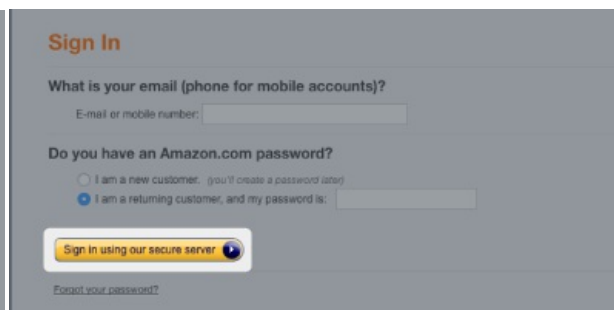 Sign In
What is your email (phone for mobile accounts)?
E-mail or mobile number:
Do you have an Amazon.com password?
I am a new customer. (you'll create a password later)
I am a returning customer, and my password is:
Sign in using our secure server
Forgot your password?